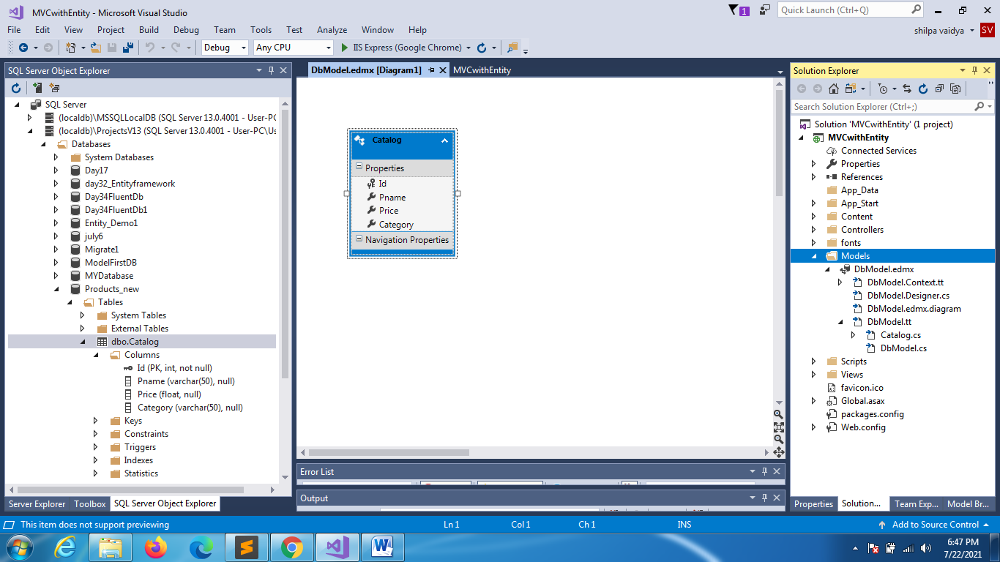 MVCwithEntity - Microsoft Visual Studio
1
Quick Launch (Ctrl+Q)
File Edit View Project Build Debug Team Tools Test Analyze Window Help
shilpa vaidya
SV
Debug
Any CPU
IIS Express (Google Chrome)
SQL Server Object Explorer
SQL Server
(localdb)\MSSQLLocalDB (SQL Server 13.0.4001 - User-PC
(localdb)\ProjectsV13 (SQL Server 13.0.4001 - User-PC\Us
Databases
System Databases
Day17
day32_Entityframework
Day34FluentDb
Day34FluentDb1
Entity_Demo1
july6
Migrate1
ModelFirstDB
MYDatabase
Products_new
Tables
System Tables
External Tables
dbo.Catalog
Columns
Id (PK, int, not null)
Pname (varchar(50), null)
Price (float, null)
Category (varchar(50), null)
Keys
Constraints
Triggers
Indexes
Statistics
Server Explorer Toolbox SQL Server Object Explorer
DbModel.edmx [Diagram1]
MVCwithEntity
Catalog
Properties
Id
Pname
Price
Category
Navigation Properties
Error List
Output
Solution Explorer
Search Solution Explorer (Ctrl+;)
Solution 'MVCwithEntity' (1 project)
MVCwithEntity
Connected Services
Properties
References
App_Data
App_Start
Content
Controllers
fonts
Models
DbModel.edmx
DbModel.Context.tt
DbModel.Designer.cs
DbModel.edmx.diagram
DbModel.tt
Catalog.cs
DbModel.cs
Scripts
Views
favicon.ico
Global.asax
packages.config
Web.config
Properties Solution... Team Exp... Model Br...
This item does not support previewing
Ln 1 Col 1 Ch 1 INS
Add to Source Control
6:47 PM
7/22/2021